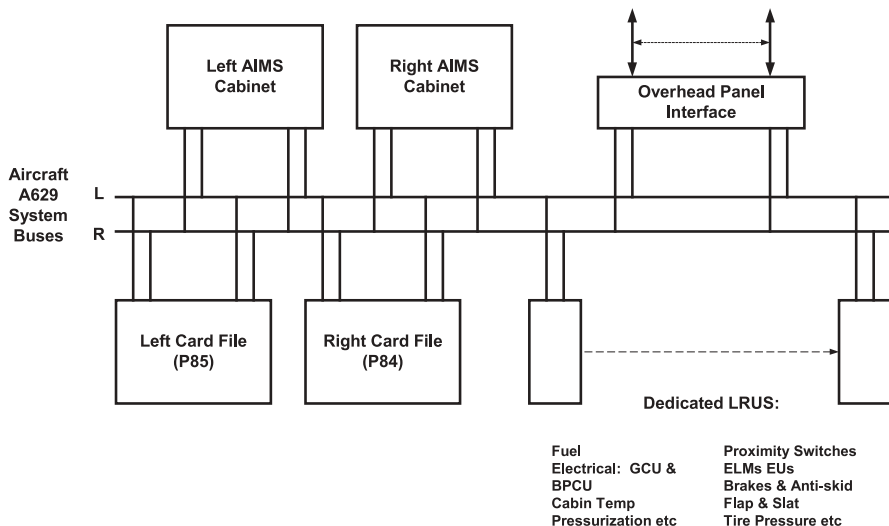 Left AIMS
Cabinet
Right AIMS
Cabinet
Overhead Panel
Interface
Aircraft
A629
System
Buses
L
R
Left Card File
(P85)
Right Card File
(P84)
Dedicated LRUS:
Fuel
Electrical: GCU &
BPCU
Cabin Temp
Pressurization etc
Proximity Switches
ELMs EUs
Brakes & Anti-skid
Flap & Slat
Tire Pressure etc